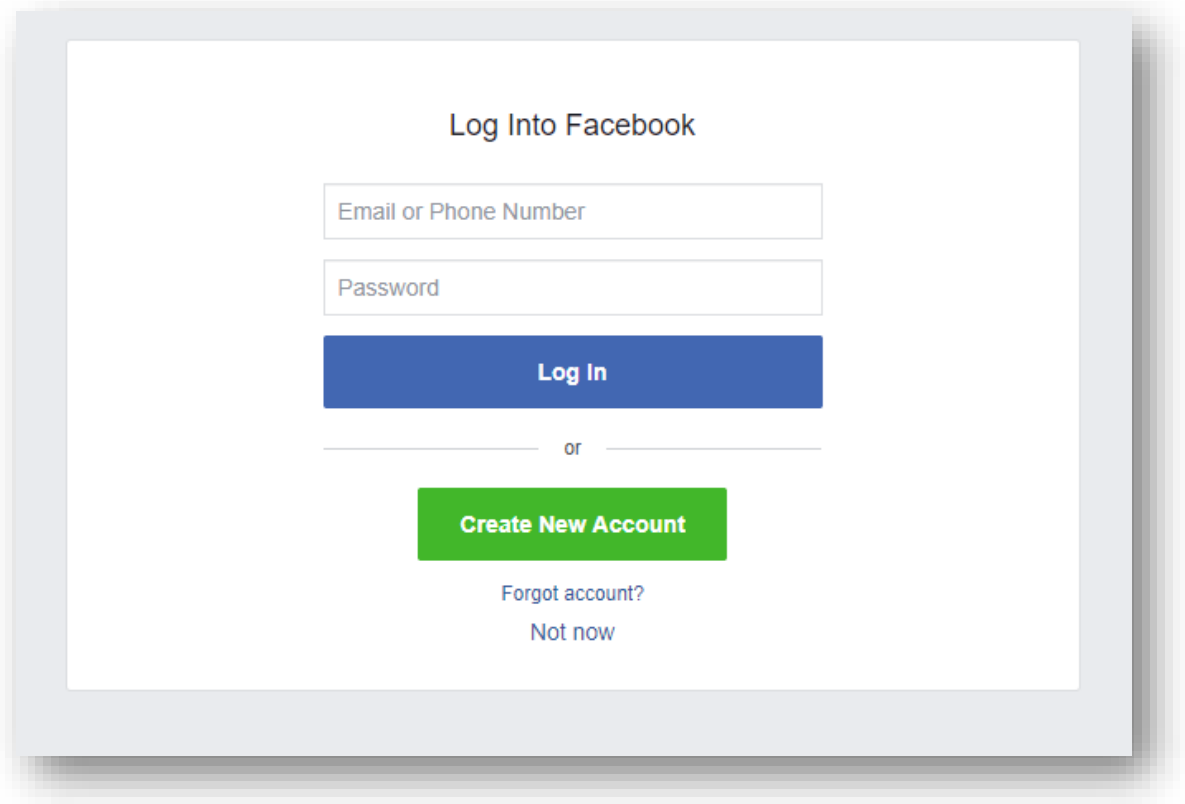 Log Into Facebook
Email or Phone Number
Password
Log In
or
Create New Account
Forgot account?
Not now